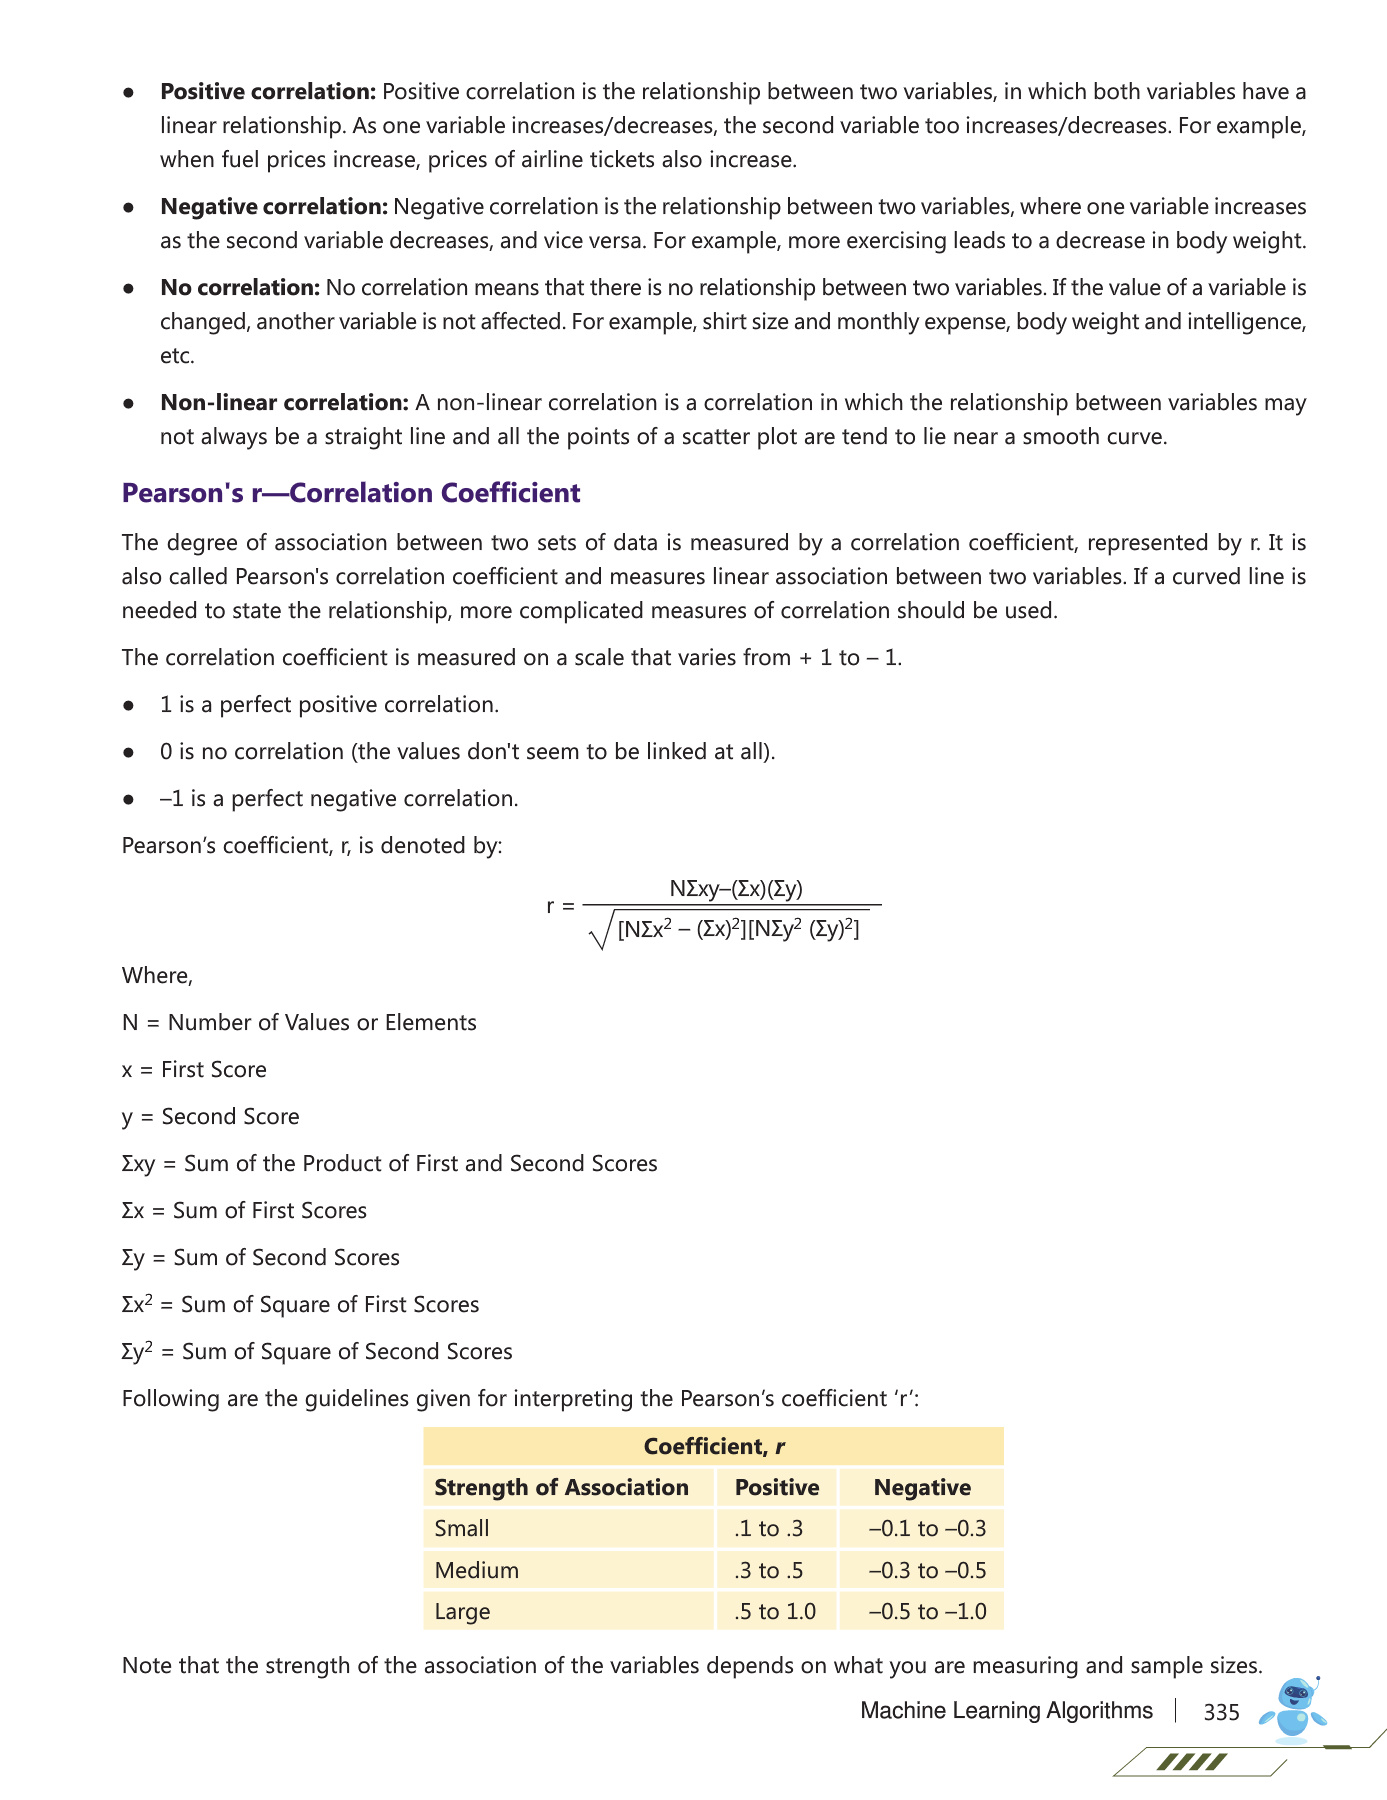 ● Positive correlation: Positive correlation is the relationship between two variables, in which both variables have a
linear relationship. As one variable increases/decreases, the second variable too increases/decreases. For example,
when fuel prices increase, prices of airline tickets also increase.
● Negative correlation: Negative correlation is the relationship between two variables, where one variable increases
as the second variable decreases, and vice versa. For example, more exercising leads to a decrease in body weight.
● No correlation: No correlation means that there is no relationship between two variables. If the value of a variable is
changed, another variable is not affected. For example, shirt size and monthly expense, body weight and intelligence,
etc.
● Non-linear correlation: A non-linear correlation is a correlation in which the relationship between variables may
not always be a straight line and all the points of a scatter plot are tend to lie near a smooth curve.
Pearson's r—Correlation Coefficient
The degree of association between two sets of data is measured by a correlation coefficient, represented by r. It is
also called Pearson's correlation coefficient and measures linear association between two variables. If a curved line is
needed to state the relationship, more complicated measures of correlation should be used.
The correlation coefficient is measured on a scale that varies from + 1 to – 1.
● 1 is a perfect positive correlation.
● 0 is no correlation (the values don't seem to be linked at all).
● –1 is a perfect negative correlation.
Pearson’s coefficient, r, is denoted by:
NΣxy–(Σx)(Σy)
r =
√[NΣx² – (Σx)²][NΣy² (Σy)²]
Where,
N = Number of Values or Elements
x = First Score
y = Second Score
Σxy = Sum of the Product of First and Second Scores
Σx = Sum of First Scores
Σy = Sum of Second Scores
Σx² = Sum of Square of First Scores
Σy² = Sum of Square of Second Scores
Following are the guidelines given for interpreting the Pearson’s coefficient ‘r’:
Coefficient, r
Strength of Association Positive Negative
Small .1 to .3 –0.1 to –0.3
Medium .3 to .5 –0.3 to –0.5
Large .5 to 1.0 –0.5 to –1.0
Note that the strength of the association of the variables depends on what you are measuring and sample sizes.
Machine Learning Algorithms | 335